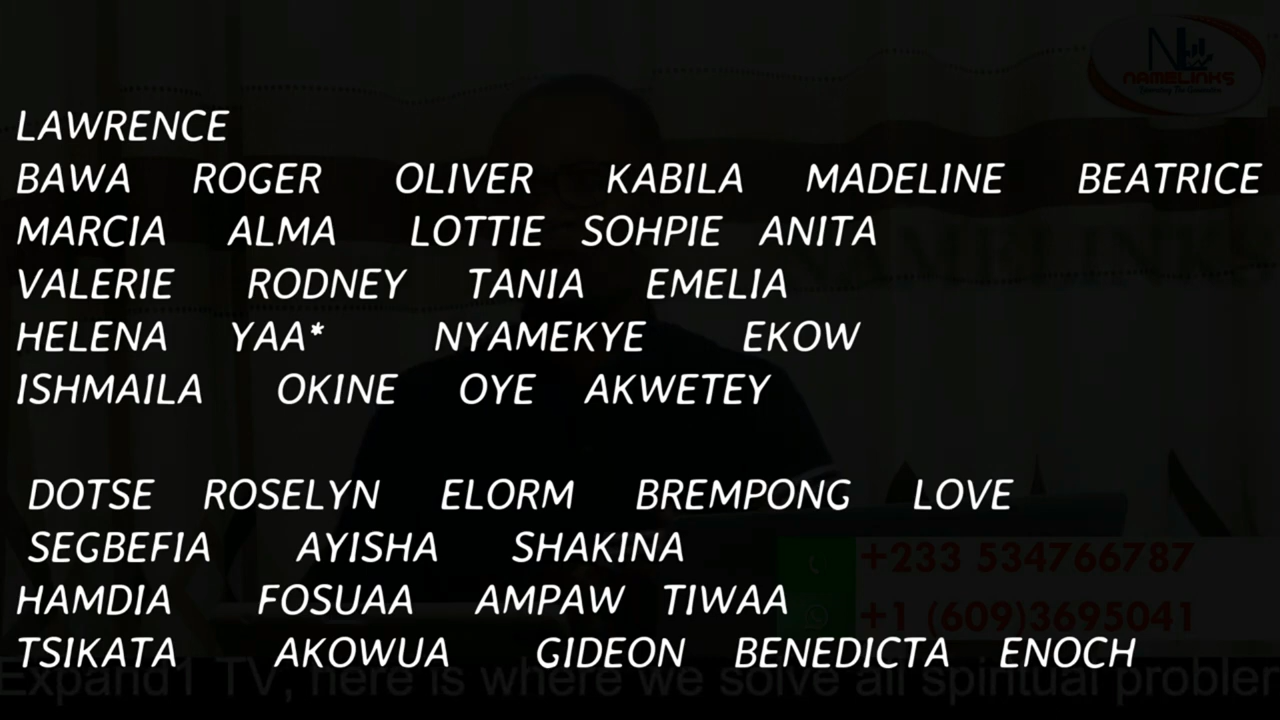 NL
NAMELINKS
LAWRENCE
BAWA ROGER OLIVER KABILA MADELINE BEATRICE
MARCIA ALMA LOTTIE SOHPIE ANITA
NAMELINKS
VALERIE RODNEY TANIA EMELIA
HELENA YAA* NYAMEKYE EKOW
ISHMAILA OKINE OYE AKWETEY
DOTSE ROSELYN ELORM BREMPONG LOVE
SEGBEFIA AYISHA SHAKINA
+233 534766787
HAMDIA FOSUAA AMPAW TIWAA
+1 (609)3695041
TSIKATA AKOWUA GIDEON BENEDICTA ENOCH
Expand1 TV, here is where we solve all spiritual problem